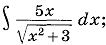 ∫ 5x/√(x²+3) dx;